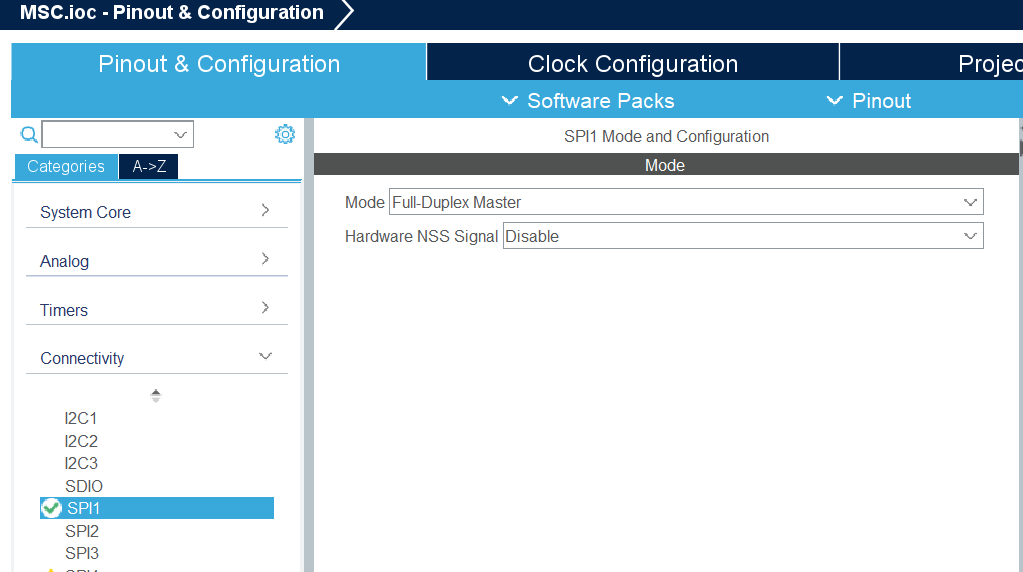 MSC.ioc - Pinout & Configuration
Pinout & Configuration
Clock Configuration
Projec
Software Packs
Pinout
Categories
A->Z
System Core
Analog
Timers
Connectivity
I2C1
I2C2
I2C3
SDIO
SPI1
SPI2
SPI3
SPI1 Mode and Configuration
Mode
Mode Full-Duplex Master
Hardware NSS Signal Disable